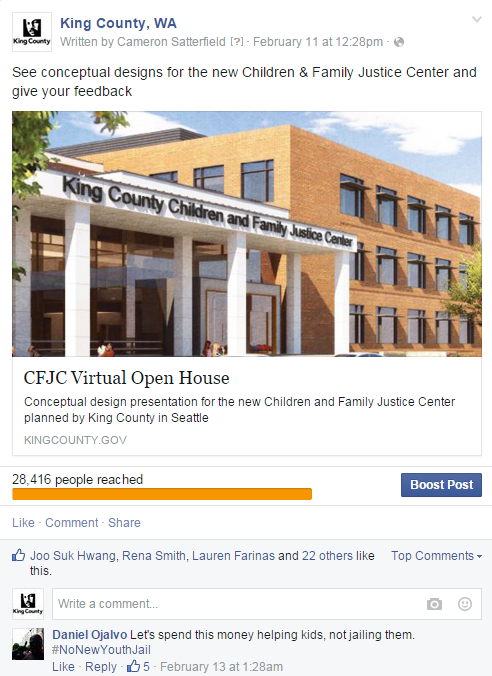 King County, WA
Written by Cameron Satterfield [?] · February 11 at 12:28pm ·
See conceptual designs for the new Children & Family Justice Center and
give your feedback
King County Children and Family Justice Center
CFJC Virtual Open House
Conceptual design presentation for the new Children and Family Justice Center
planned by King County in Seattle
KINGCOUNTY.GOV
28,416 people reached
Boost Post
Like · Comment · Share
Joo Suk Hwang, Rena Smith, Lauren Farinas and 22 others like
this.
Top Comments
King County
Write a comment...
Daniel Ojalvo Let's spend this money helping kids, not jailing them.
#NoNewYouthJail
Like · Reply · 5 · February 13 at 1:28am
King County